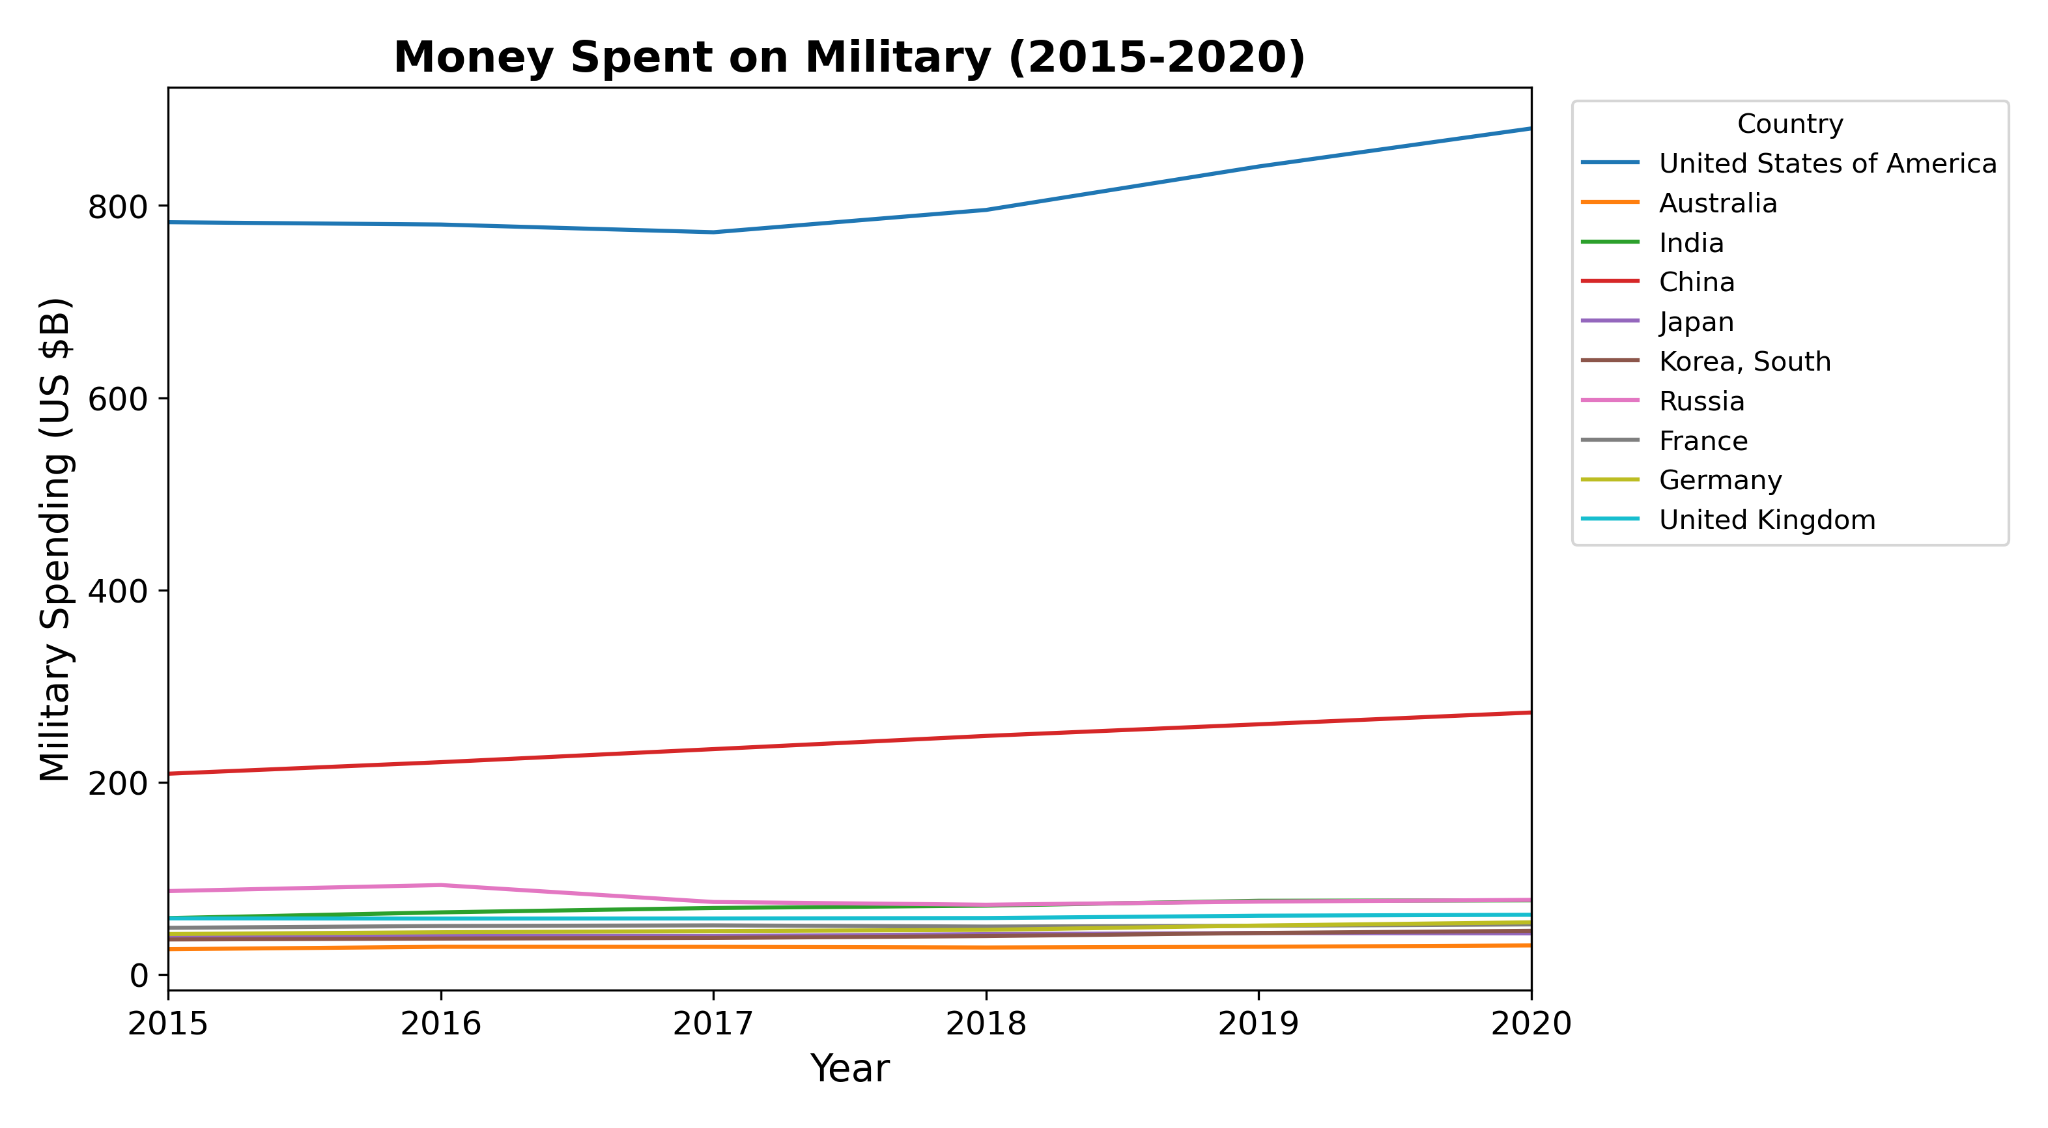 Money Spent on Military (2015-2020)
Military Spending (US $B)
800
600
400
200
0
2015 2016 2017 2018 2019 2020
Year
Country
United States of America
Australia
India
China
Japan
Korea, South
Russia
France
Germany
United Kingdom